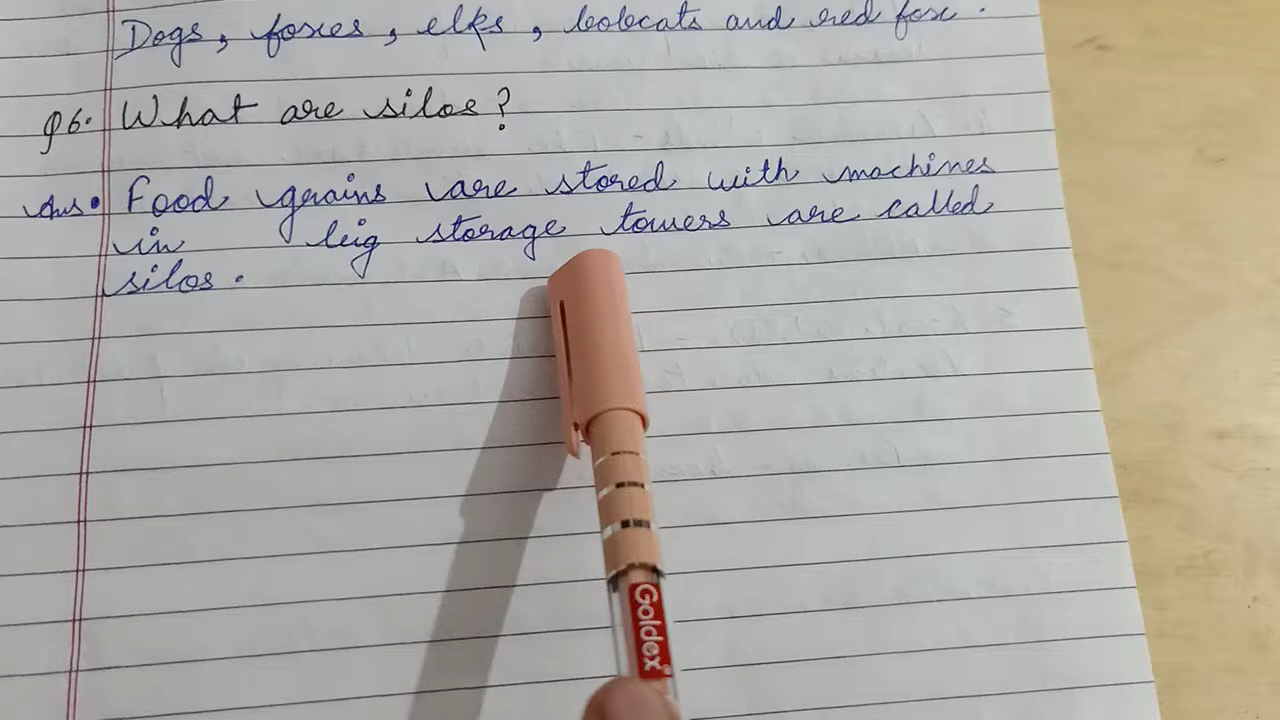 Dogs, foxes, elks, bobcats and red fox.
Q6. What are silos?
Ans. Food grains are stored with machines
in big storage towers are called
silos.
Goldex